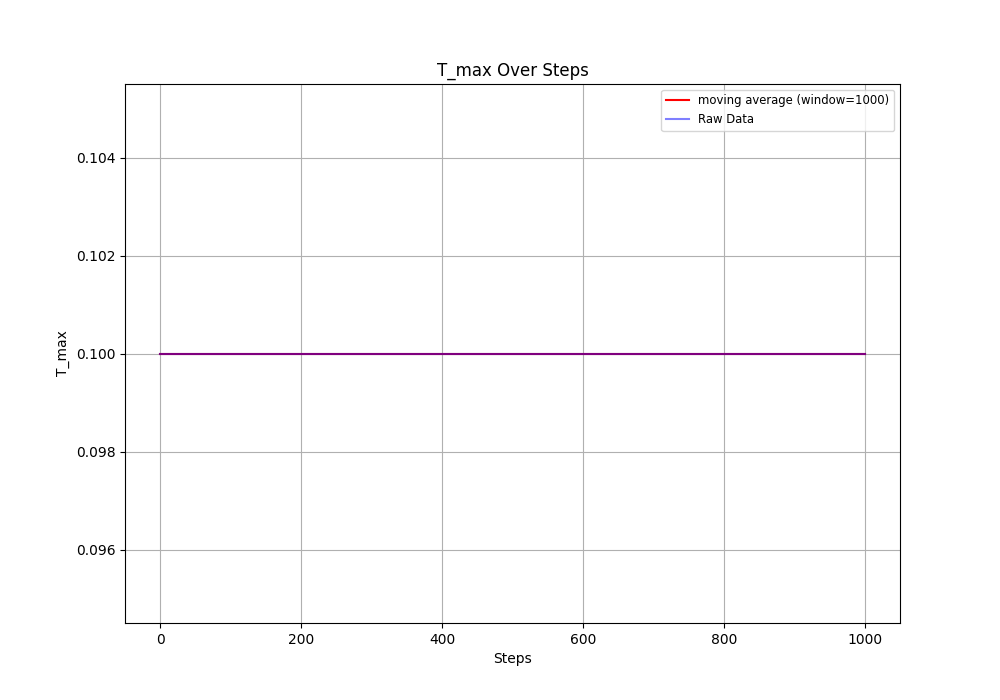 T_max Over Steps
moving average (window=1000)
Raw Data
0.104
0.102
0.100
0.098
0.096
T_max
0 200 400 600 800 1000
Steps